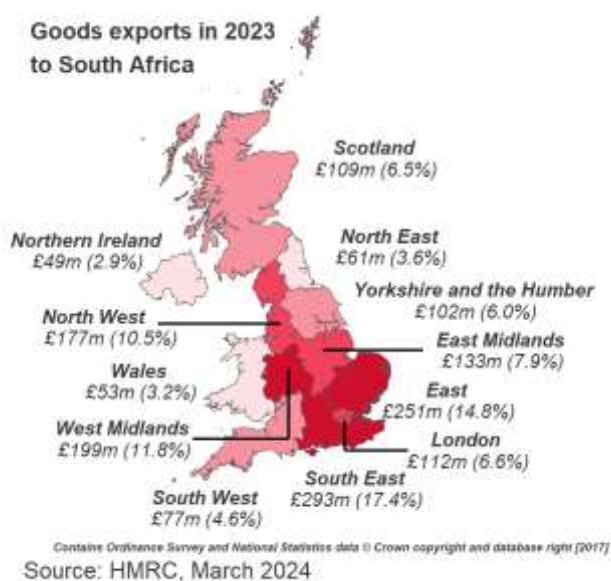 Goods exports in 2023
to South Africa
Scotland
£109m (6.5%)
Northern Ireland
£49m (2.9%)
North East
£61m (3.6%)
Yorkshire and the Humber
£102m (6.0%)
North West
£177m (10.5%)
East Midlands
£133m (7.9%)
Wales
£53m (3.2%)
East
£251m (14.8%)
West Midlands
£199m (11.8%)
London
£112m (6.6%)
South East
£293m (17.4%)
South West
£77m (4.6%)
Contains Ordinance Survey and National Statistics data © Crown copyright and database right [2017]
Source: HMRC, March 2024